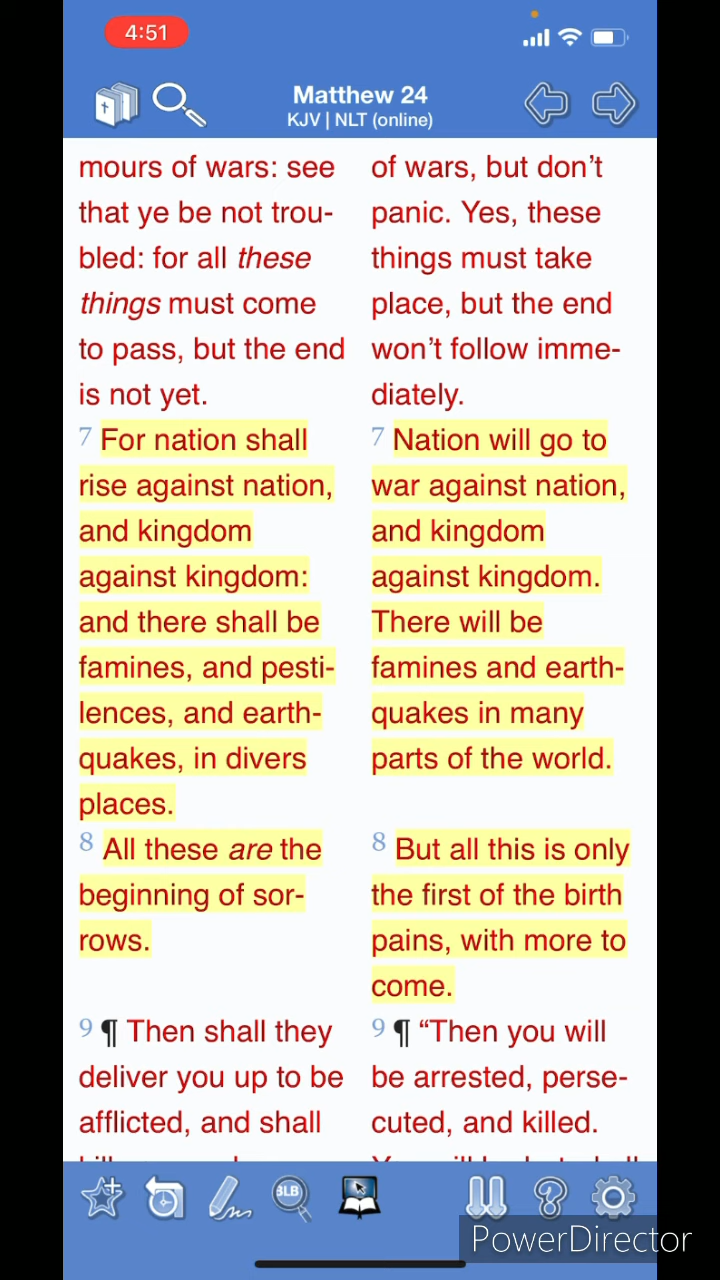 4:51
Matthew 24
KJV | NLT (online)
mours of wars: see
that ye be not trou-
bled: for all these
things must come
to pass, but the end
is not yet.
7 For nation shall
rise against nation,
and kingdom
against kingdom:
and there shall be
famines, and pesti-
lences, and earth-
quakes, in divers
places.
8 All these are the
beginning of sor-
rows.
9 ¶ Then shall they
deliver you up to be
afflicted, and shall
of wars, but don’t
panic. Yes, these
things must take
place, but the end
won’t follow imme-
diately.
7 Nation will go to
war against nation,
and kingdom
against kingdom.
There will be
famines and earth-
quakes in many
parts of the world.
8 But all this is only
the first of the birth
pains, with more to
come.
9 ¶ “Then you will
be arrested, perse-
cuted, and killed.
BLB
PowerDirector